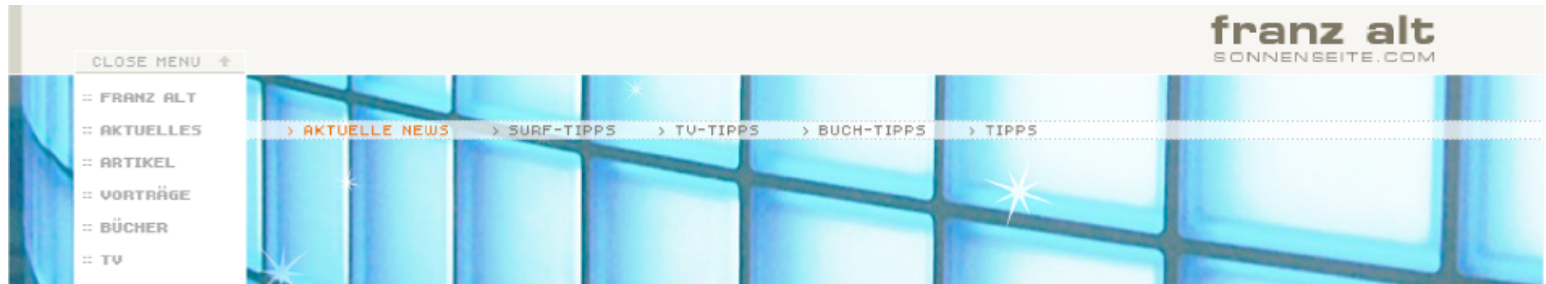 franz alt
SONNENSEITE.COM
CLOSE MENU
:: FRANZ ALT
:: AKTUELLES
> AKTUELLE NEWS > SURF-TIPPS > TV-TIPPS > BUCH-TIPPS > TIPPS
:: ARTIKEL
:: VORTRÄGE
:: BÜCHER
:: TV